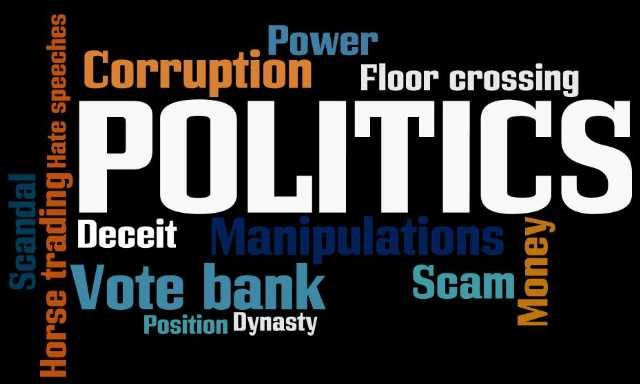 Power
Corruption
Floor crossing
Hate speeches
POLITICS
Scandal
Horse trading
Deceit
Manipulations
Money
Vote bank
Scam
Position
Dynasty